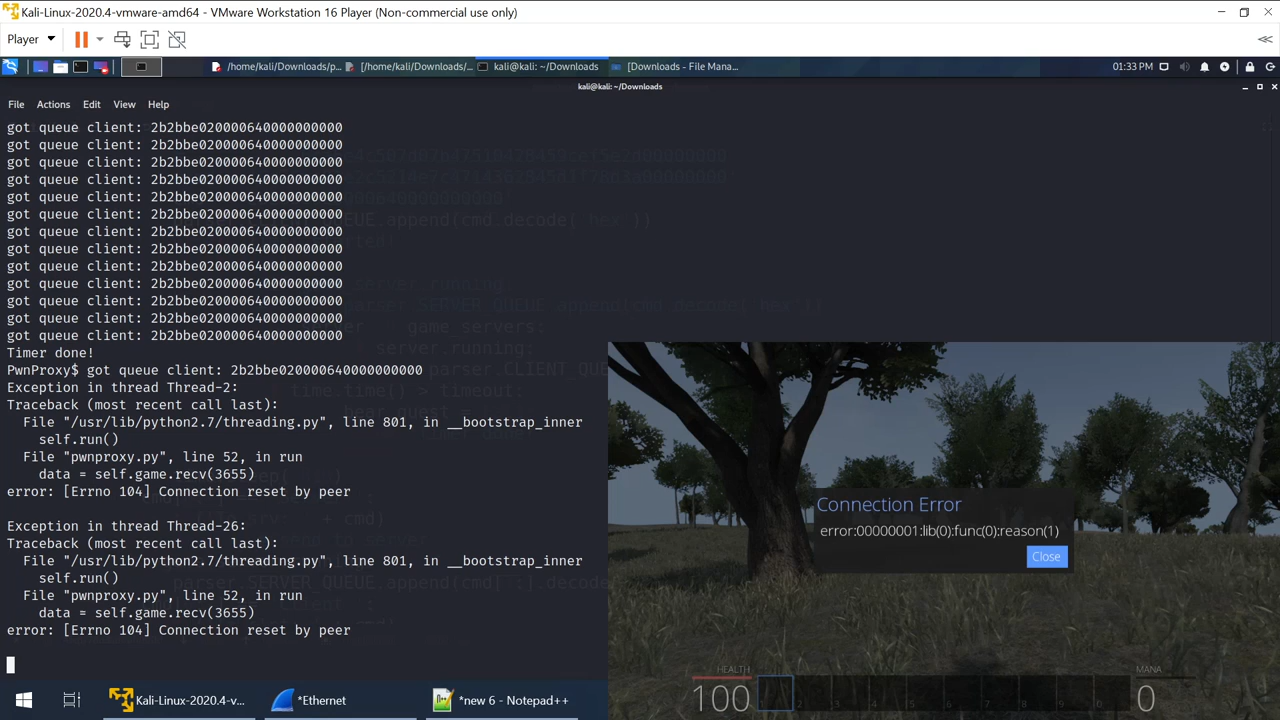 Kali-Linux-2020.4-vmware-amd64 - VMware Workstation 16 Player (Non-commercial use only)
Player
/home/kali/Downloads/p...
[/home/kali/Downloads/...
kali@kali: ~/Downloads
[Downloads - File Mana...
01:33 PM
kali@kali: ~/Downloads
File Actions Edit View Help
got queue client: 2b2bbe020000640000000000
got queue client: 2b2bbe020000640000000000
got queue client: 2b2bbe020000640000000000
got queue client: 2b2bbe020000640000000000
got queue client: 2b2bbe020000640000000000
got queue client: 2b2bbe020000640000000000
got queue client: 2b2bbe020000640000000000
got queue client: 2b2bbe020000640000000000
got queue client: 2b2bbe020000640000000000
got queue client: 2b2bbe020000640000000000
got queue client: 2b2bbe020000640000000000
got queue client: 2b2bbe020000640000000000
got queue client: 2b2bbe020000640000000000
Timer done!
PwnProxy$ got queue client: 2b2bbe020000640000000000
Exception in thread Thread-2:
Traceback (most recent call last):
File "/usr/lib/python2.7/threading.py", line 801, in __bootstrap_inner
self.run()
File "pwnproxy.py", line 52, in run
data = self.game.recv(3655)
error: [Errno 104] Connection reset by peer
Exception in thread Thread-26:
Traceback (most recent call last):
File "/usr/lib/python2.7/threading.py", line 801, in __bootstrap_inner
self.run()
File "pwnproxy.py", line 595, in run
data = self.game.recv(3655)
error: [Errno 104] Connection reset by peer
Connection Error
error:00000001:lib(0):func(0):reason(1)
Close
HEALTH
100
2 3 4 5 6 7 8 9 0
MANA
0
Kali-Linux-2020.4-v...
*Ethernet
*new 6 - Notepad++